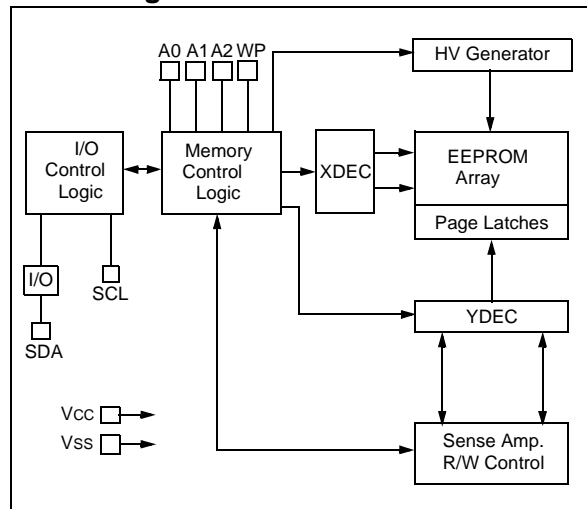 A0 A1 A2 WP
HV Generator
I/O
Control
Logic
Memory
Control
Logic
XDEC
EEPROM
Array
Page Latches
I/O
SCL
SDA
YDEC
VCC
VSS
Sense Amp.
R/W Control